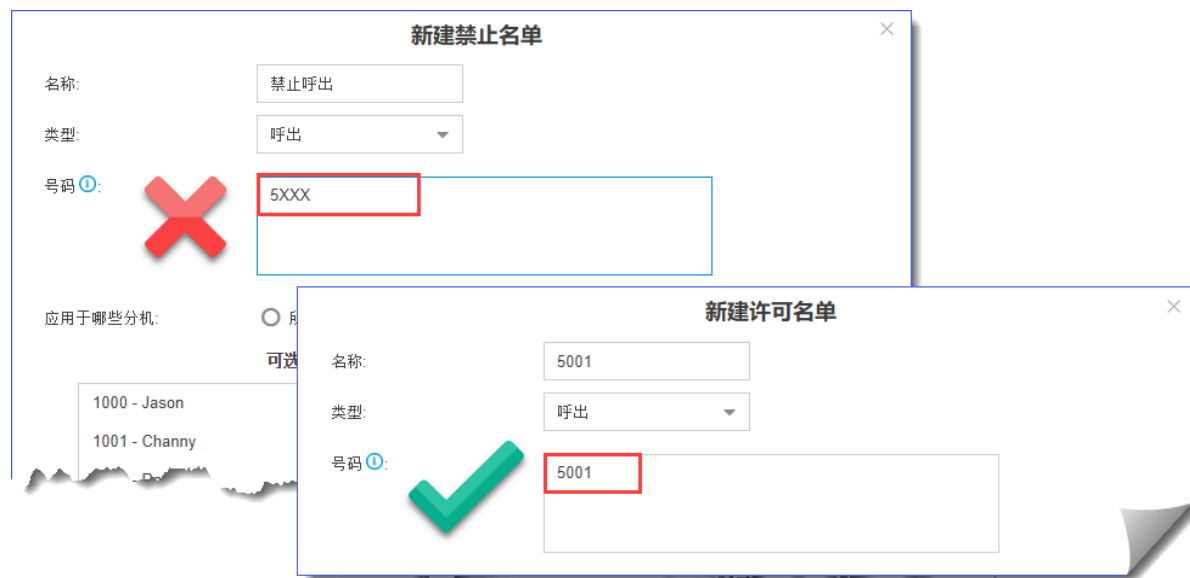 新建禁止名单
名称: 禁止呼出
类型: 呼出
号码: 5XXX
应用于哪些分机:
可选
1000 - Jason
1001 - Channy
新建许可名单
名称: 5001
类型: 呼出
号码: 5001